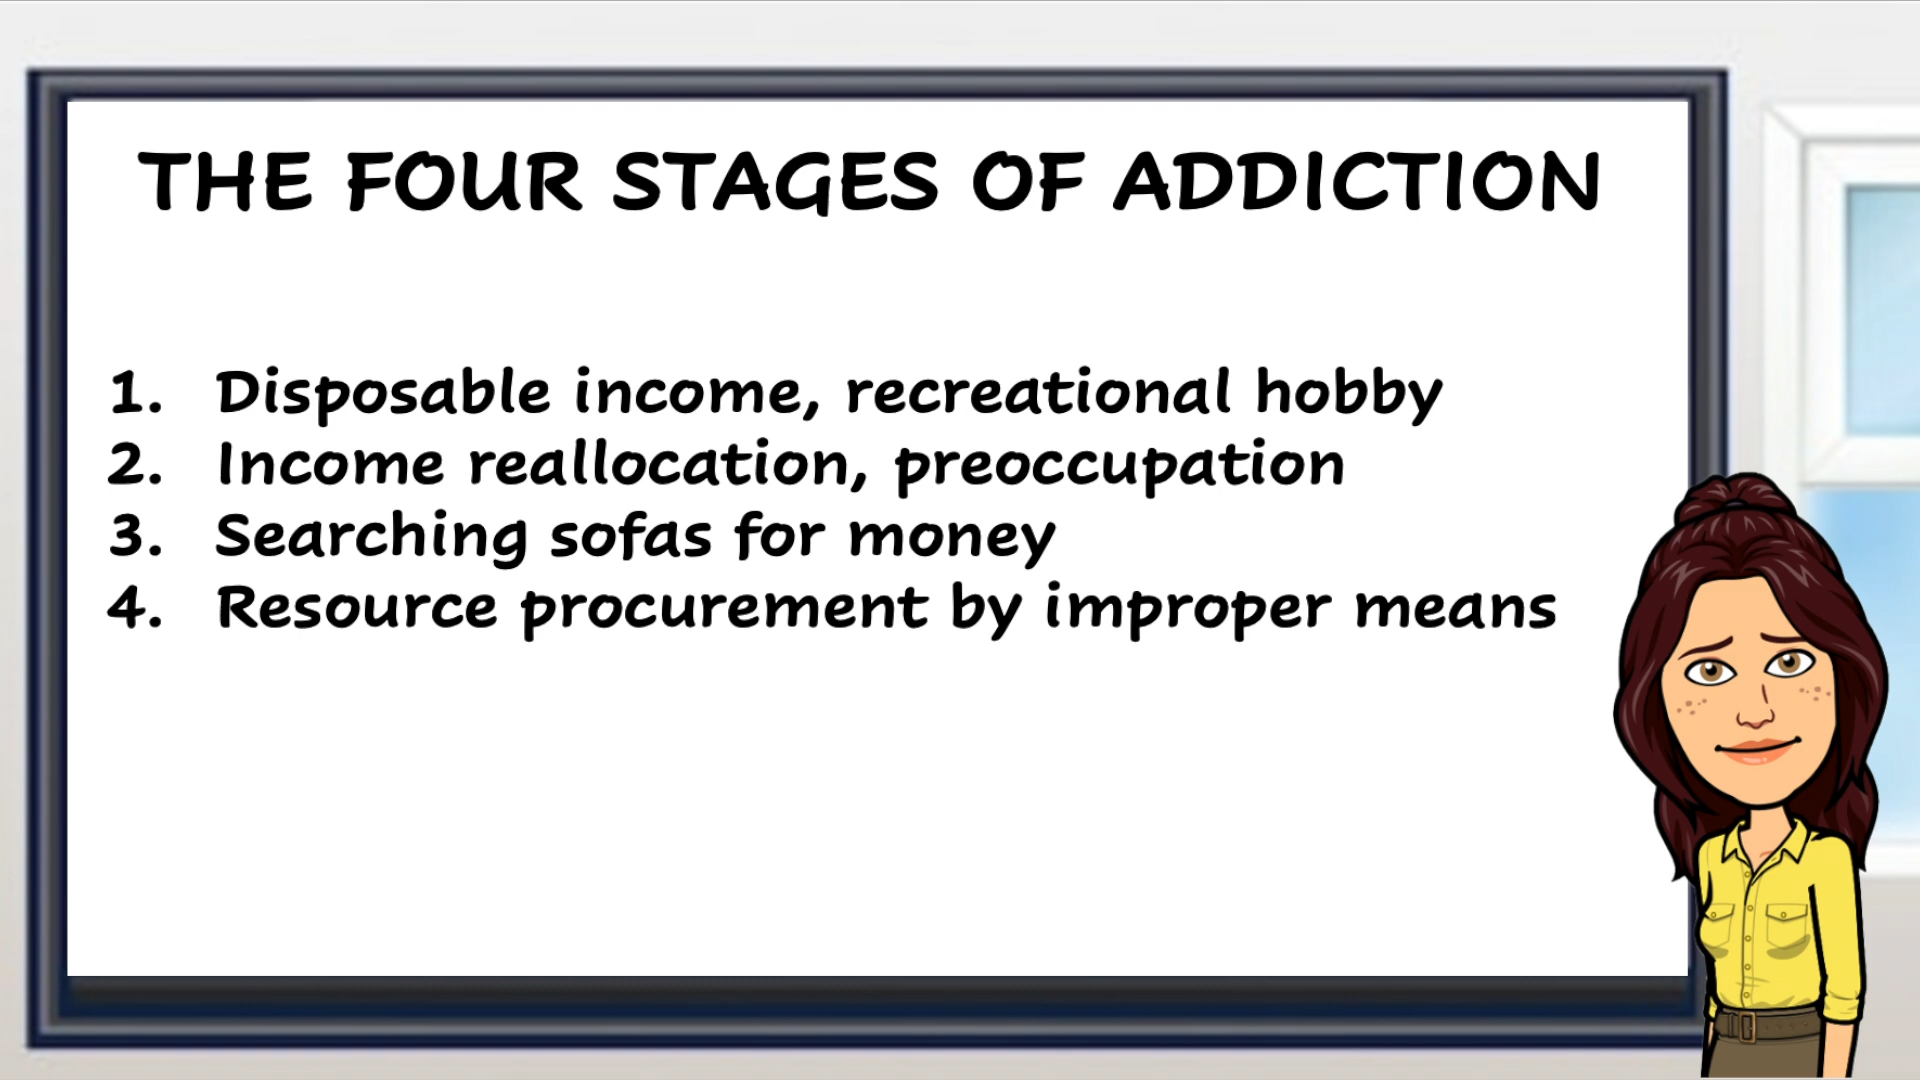 THE FOUR STAGES OF ADDICTION
1. Disposable income, recreational hobby
2. Income reallocation, preoccupation
3. Searching sofas for money
4. Resource procurement by improper means